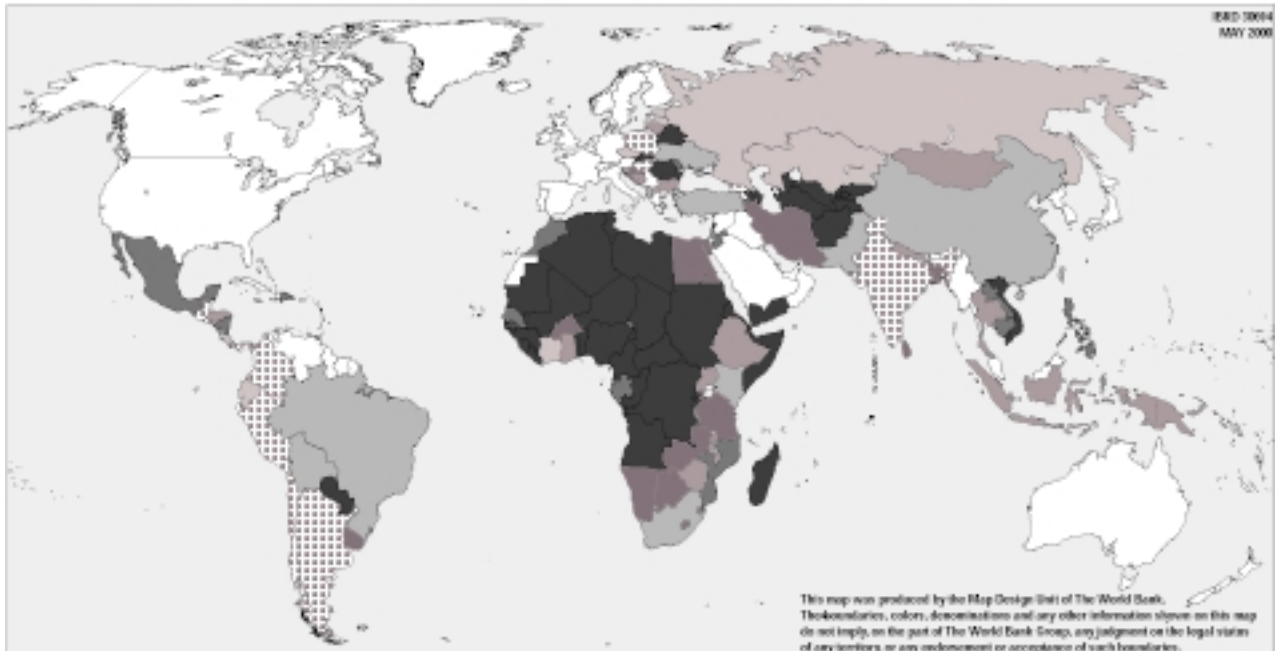 IBRD 30694
MAY 2000
This map was produced by the Map Design Unit of The World Bank.
The boundaries, colors, denominations and any other information shown on this map
do not imply, on the part of The World Bank Group, any judgment on the legal status
of any territory, or any endorsement or acceptance of such boundaries.